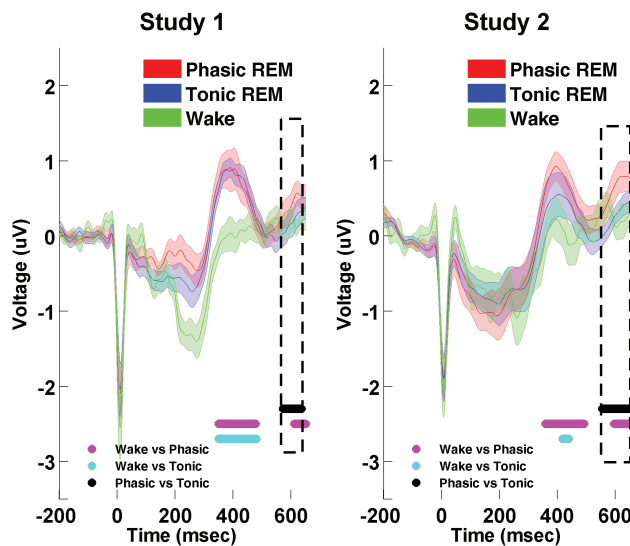 Study 1
Phasic REM
Tonic REM
Wake
2
1
0
-1
-2
-3
Voltage (uV)
Wake vs Phasic
Wake vs Tonic
Phasic vs Tonic
-200 0 200 400 600
Time (msec)
Study 2
Phasic REM
Tonic REM
Wake
2
1
0
-1
-2
-3
Voltage (uV)
Wake vs Phasic
Wake vs Tonic
Phasic vs Tonic
-200 0 200 400 600
Time (msec)